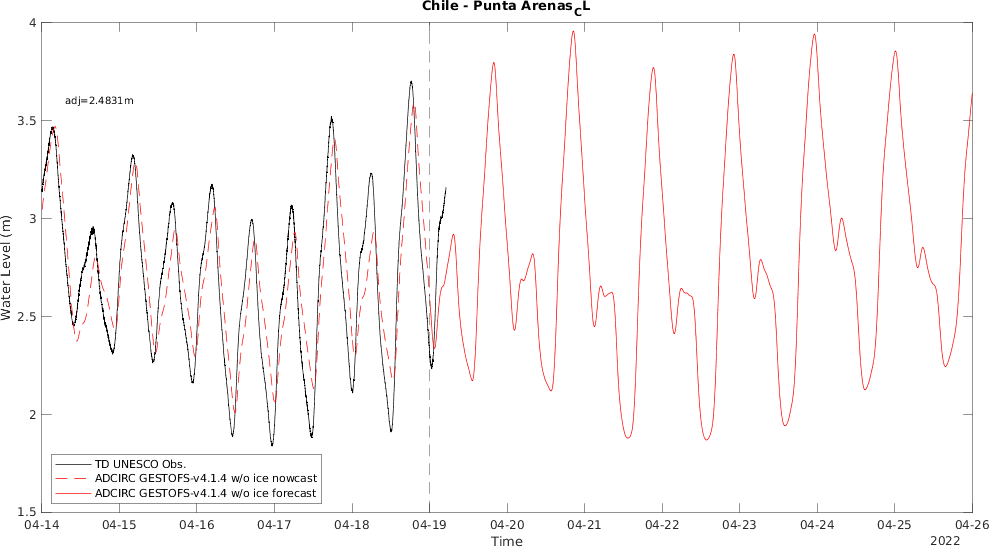 Chile - Punta Arenas_CL
4
3.5
3
2.5
2
1.5
Water Level (m)
adj=2.4831m
TD UNESCO Obs.
ADCIRC GESTOFS-v4.1.4 w/o ice nowcast
ADCIRC GESTOFS-v4.1.4 w/o ice forecast
04-14 04-15 04-16 04-17 04-18 04-19 04-20 04-21 04-22 04-23 04-24 04-25 04-26
Time
2022